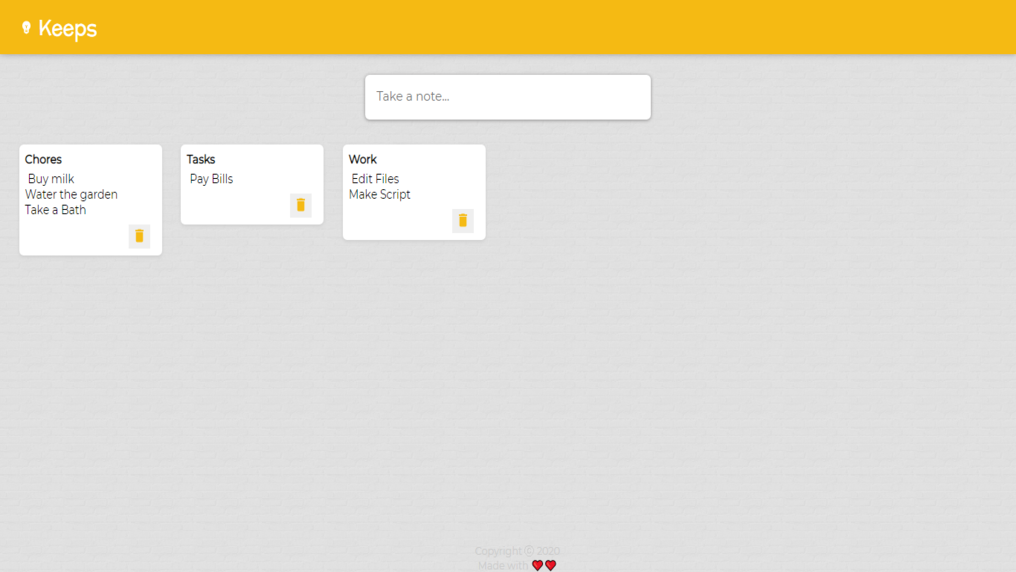 Keeps
Take a note...
Chores
Buy milk
Water the garden
Take a Bath
Tasks
Pay Bills
Work
Edit Files
Make Script
Copyright © 2020
Made with ❤️❤️